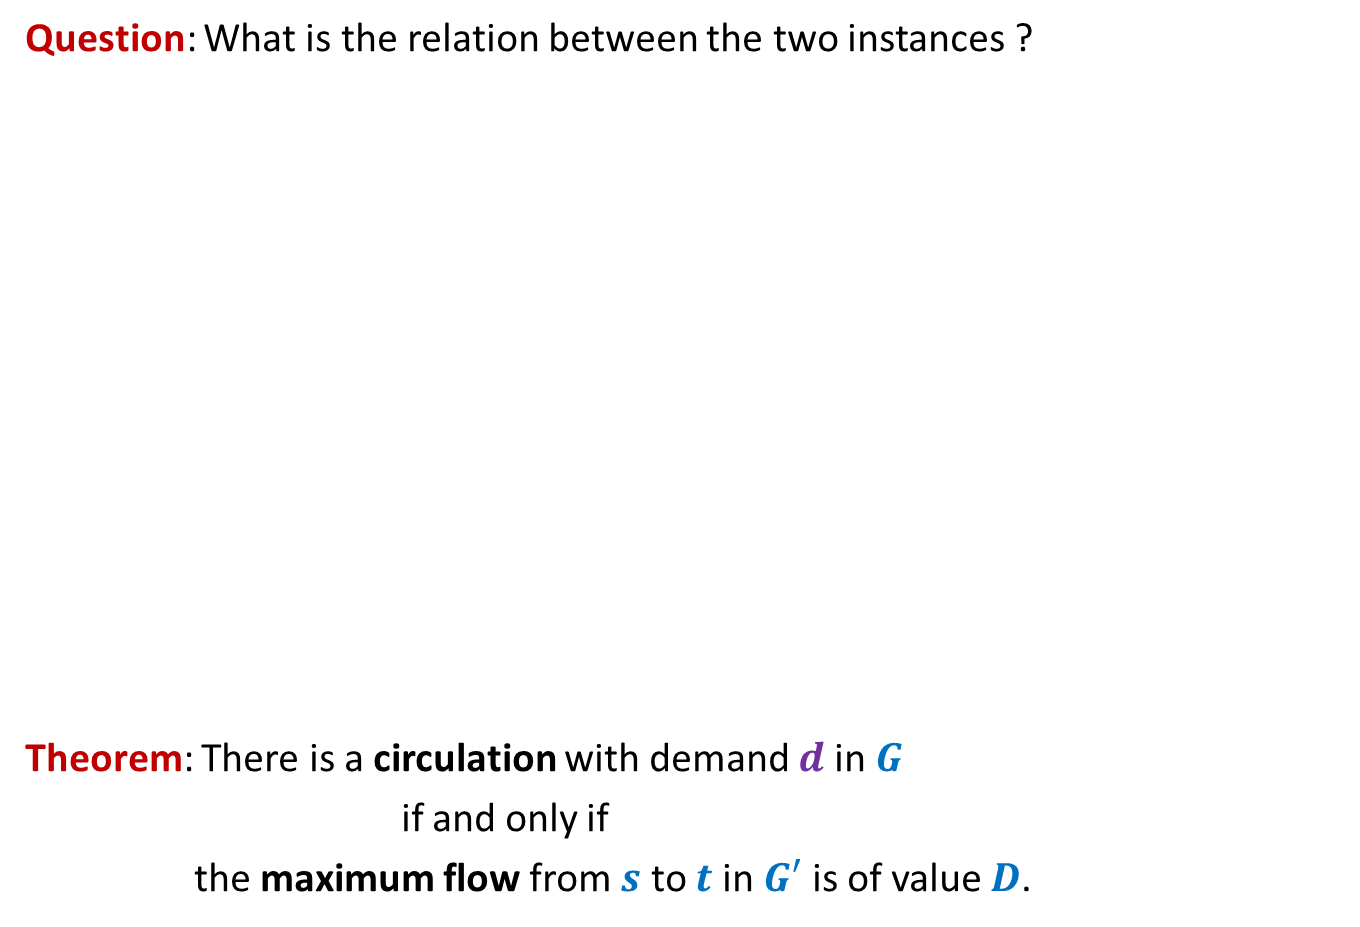 Question: What is the relation between the two instances ?
Theorem: There is a circulation with demand d in G
if and only if
the maximum flow from s to t in G′ is of value D.